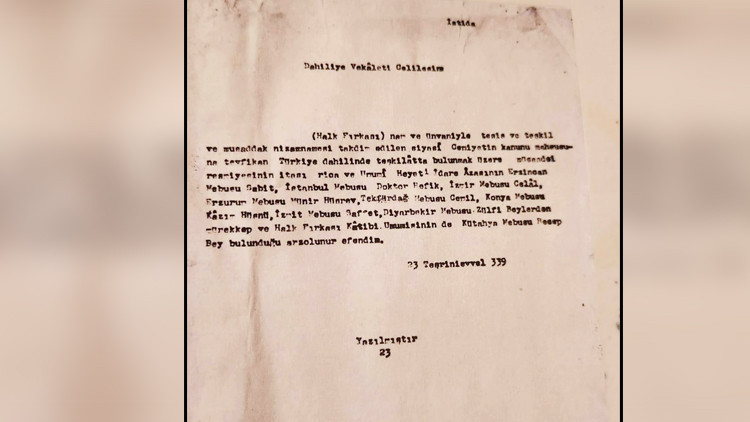 İstida
Dahiliye Vekâleti Celilesine
(Halk Fırkası) nam ve ünvaniyle tesis ve teşkil
ve musaddak nizamnamesi takdim edilen siyasî Cemiyetin kanunu mahsusu-
na tevfikan Türkiye dahilinde teşkilâtta bulunmak üzere müsaadei
resmiyesinin itası rica ve Umumî Heyeti İdare Âzasının Erzincan
Mebusu Sabit, İstanbul Mebusu Doktor Refik, İzmir Mebusu Celâl,
Erzurum Mebusu Münir Hüsrev, Tekfûrdağ Mebusu Cemil, Konya Mebusu
Kâzım Hüsnü, İzmit Mebusu Saffet, Diyarbekir Mebusu Zülfi Beylerden
mürekkep ve Halk Fırkası Kâtibi Umumisinin de Kütahya Mebusu Recep
Bey bulunduğu arzolunur efendim.
23 Teşrinievvel 339
Yazılmıştır
23